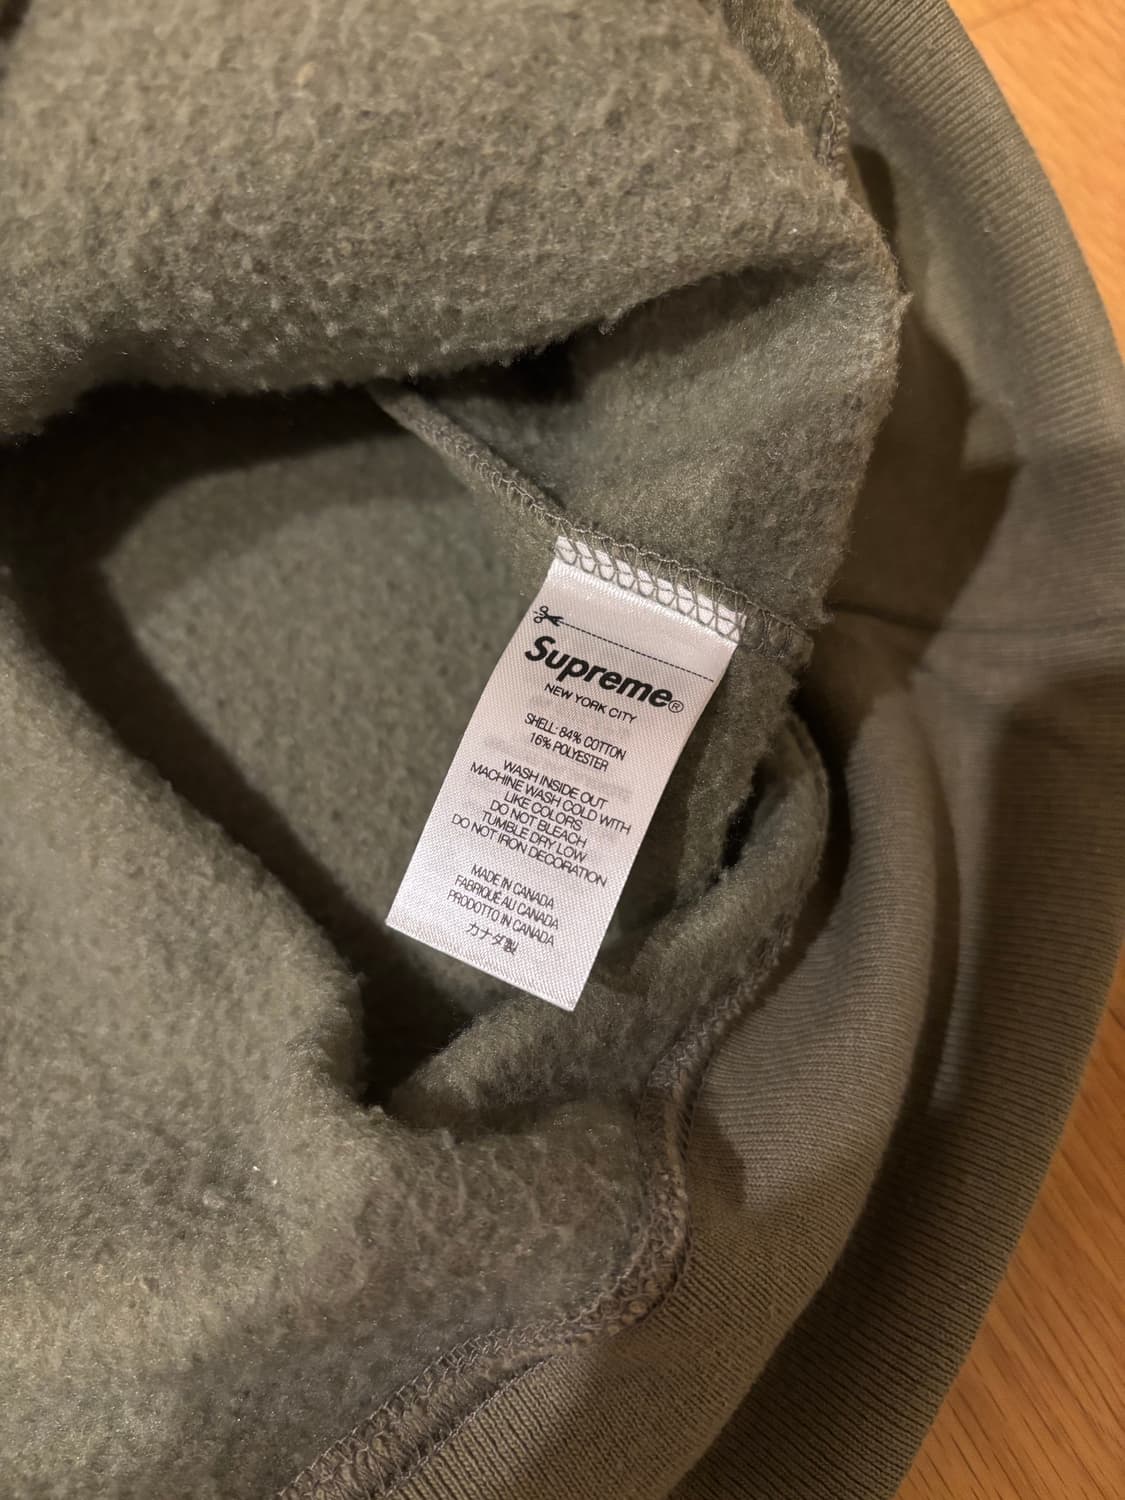 Supreme®
NEW YORK CITY
SHELL: 84% COTTON
16% POLYESTER
WASH INSIDE OUT
MACHINE WASH COLD WITH
LIKE COLORS
DO NOT BLEACH
TUMBLE DRY LOW
DO NOT IRON DECORATION
MADE IN CANADA
FABRIQUÉ AU CANADA
PRODOTTO IN CANADA
カナダ製